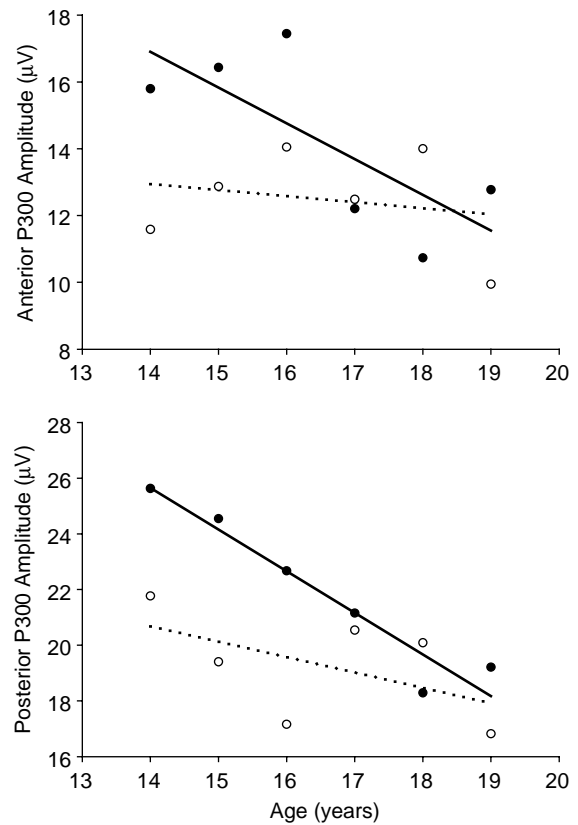 Anterior P300 Amplitude (µV)
18
16
14
12
10
8
13 14 15 16 17 18 19 20
Posterior P300 Amplitude (µV)
28
26
24
22
20
18
16
13 14 15 16 17 18 19 20
Age (years)